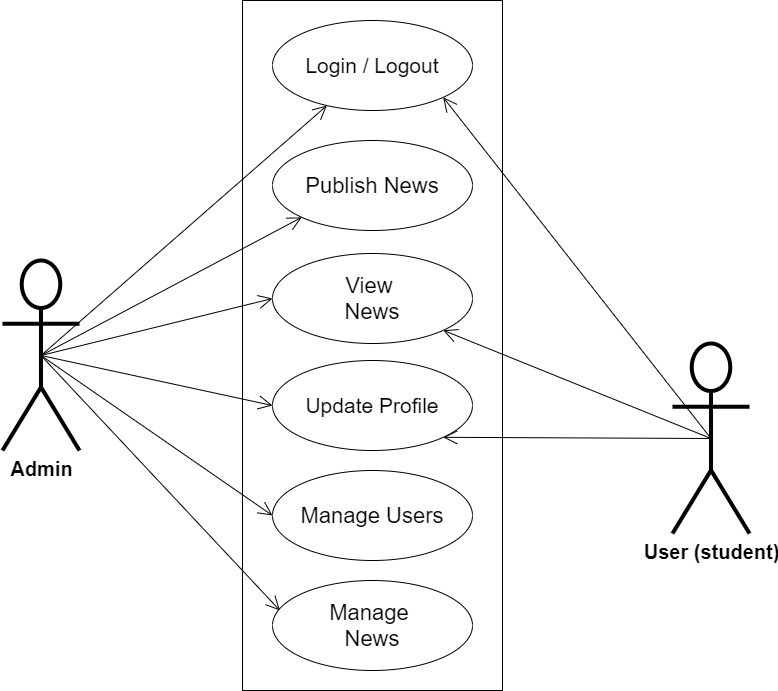 Login / Logout
Publish News
View
News
Update Profile
Admin
Manage Users
User (student)
Manage
News